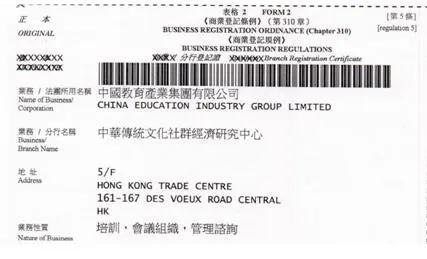 表格 2 FORM 2
《商業登記條例》(第 310 章)
[第 5 條]
正 本
ORIGINAL
BUSINESS REGISTRATION ORDINANCE (Chapter 310)
[regulation 5]
《商業登記規例》
BUSINESS REGISTRATION REGULATIONS
分行登記證 Branch Registration Certificate
業務 / 法團所用名稱 中國教育產業集團有限公司
Name of Business/ CHINA EDUCATION INDUSTRY GROUP LIMITED
Corporation
業務 / 分行名稱 中華傳統文化社群經濟研究中心
Business/
Branch Name
地 址 5/F
Address HONG KONG TRADE CENTRE
161-167 DES VOEUX ROAD CENTRAL
HK
業務性質 培訓，會議組織，管理諮詢
Nature of Business